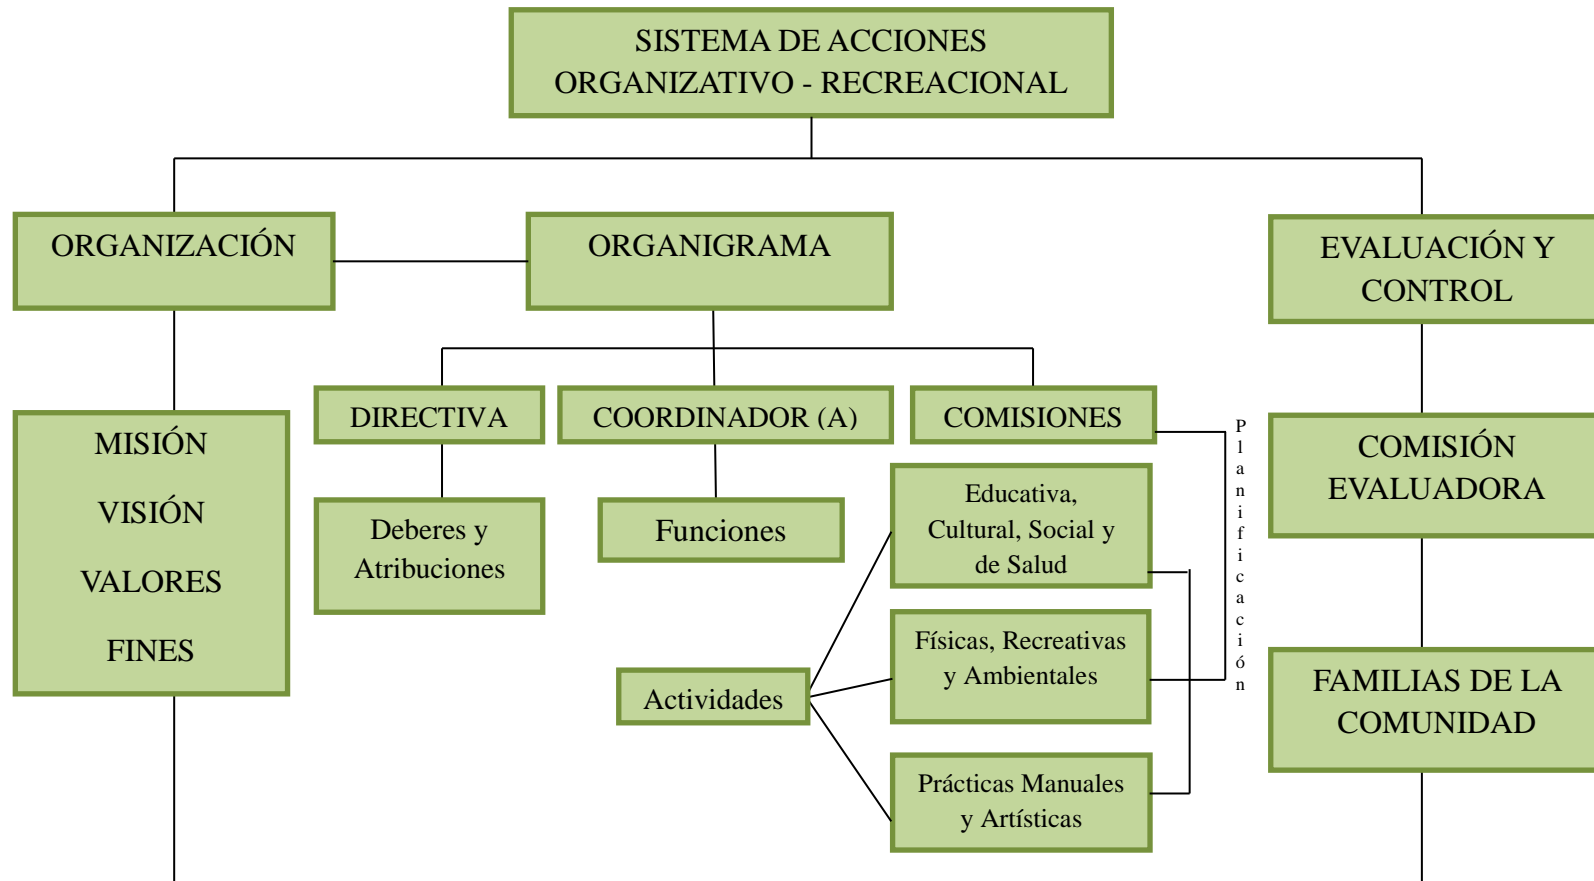 SISTEMA DE ACCIONES
ORGANIZATIVO - RECREACIONAL
ORGANIZACIÓN
ORGANIGRAMA
EVALUACIÓN Y
CONTROL
DIRECTIVA
COORDINADOR (A)
COMISIONES
MISIÓN
VISIÓN
VALORES
FINES
Deberes y
Atribuciones
Funciones
Educativa,
Cultural, Social y
de Salud
Físicas, Recreativas
y Ambientales
Prácticas Manuales
y Artísticas
Actividades
Planificación
COMISIÓN
EVALUADORA
FAMILIAS DE LA
COMUNIDAD